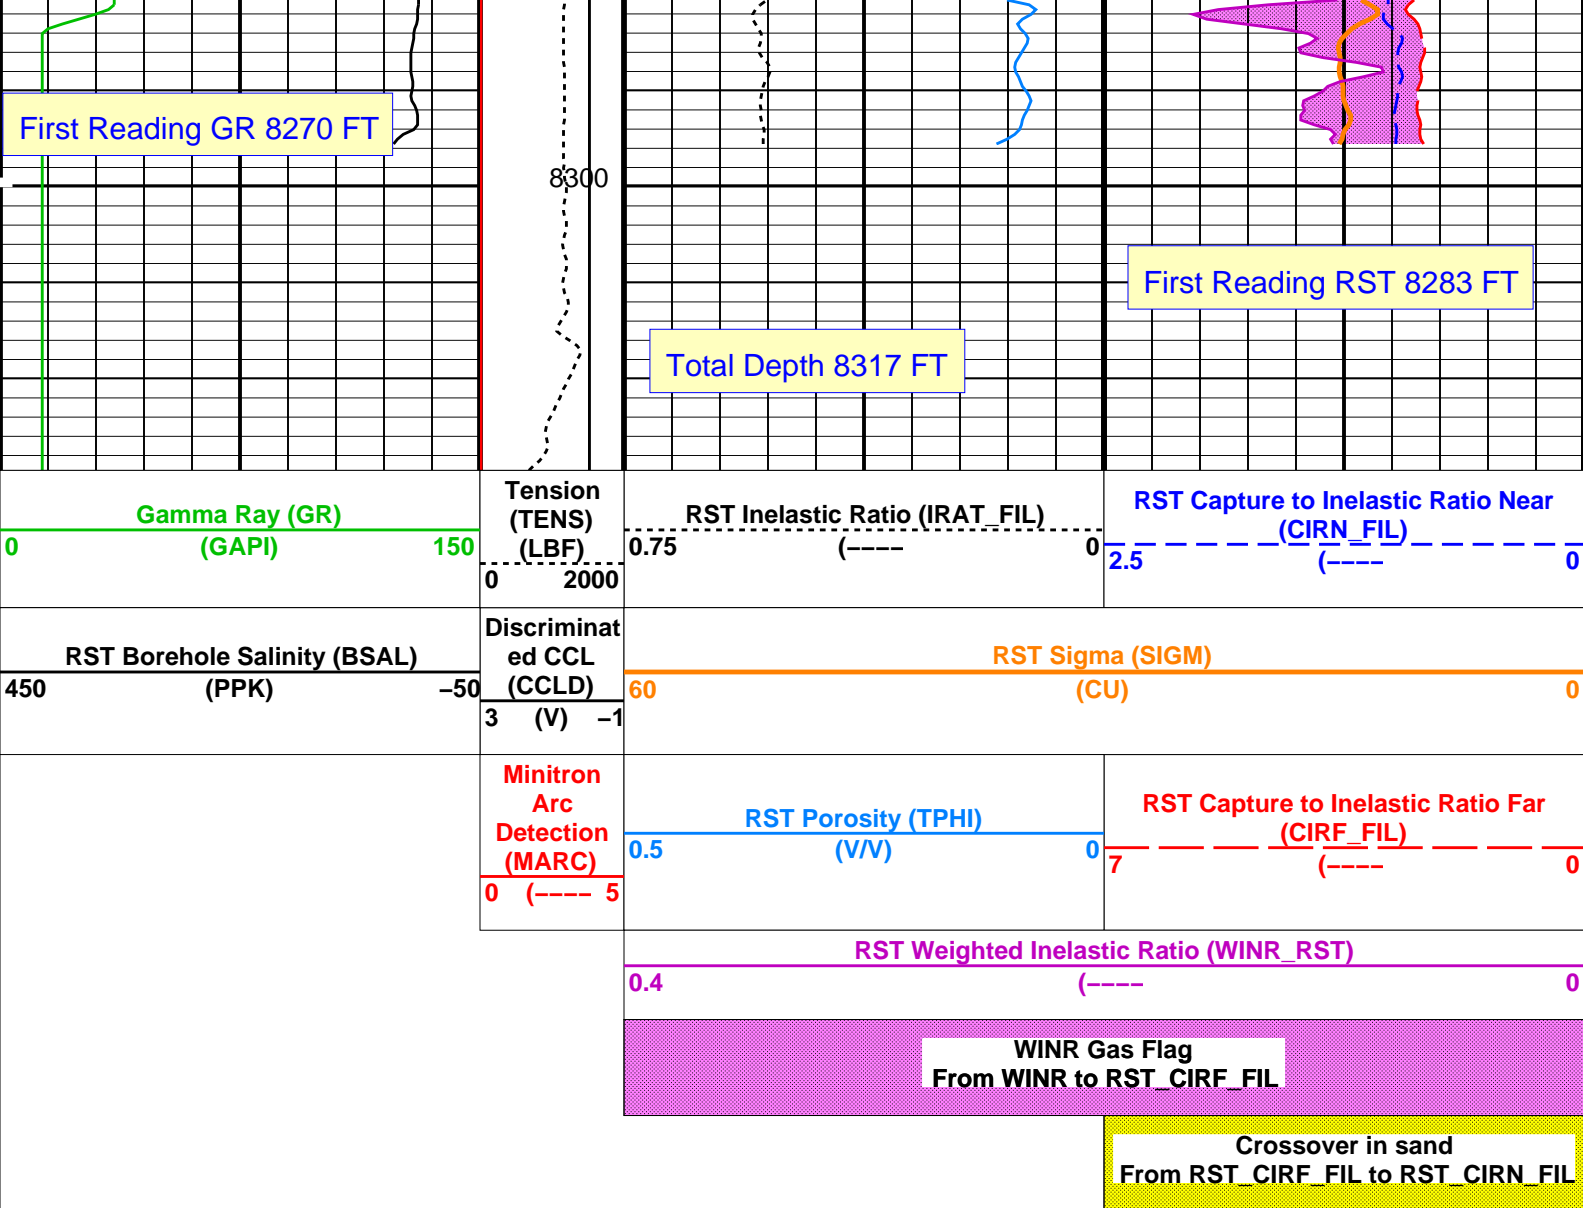 First Reading GR 8270 FT
8300
First Reading RST 8283 FT
Total Depth 8317 FT
Gamma Ray (GR)
0 (GAPI) 150
Tension
(TENS)
(LBF)
0 2000
RST Inelastic Ratio (IRAT_FIL)
0.75 (−−−− 0
RST Capture to Inelastic Ratio Near
(CIRN_FIL)
2.5 (−−−− 0
RST Borehole Salinity (BSAL)
450 (PPK) −50
Discriminat
ed CCL
(CCLD)
3 (V) −1
RST Sigma (SIGM)
60 (CU) 0
Minitron
Arc
Detection
(MARC)
0 (−−−− 5
RST Porosity (TPHI)
0.5 (V/V) 0
RST Capture to Inelastic Ratio Far
(CIRF_FIL)
7 (−−−− 0
RST Weighted Inelastic Ratio (WINR_RST)
0.4 (−−−− 0
WINR Gas Flag
From WINR to RST_CIRF_FIL
Crossover in sand
From RST_CIRF_FIL to RST_CIRN_FIL